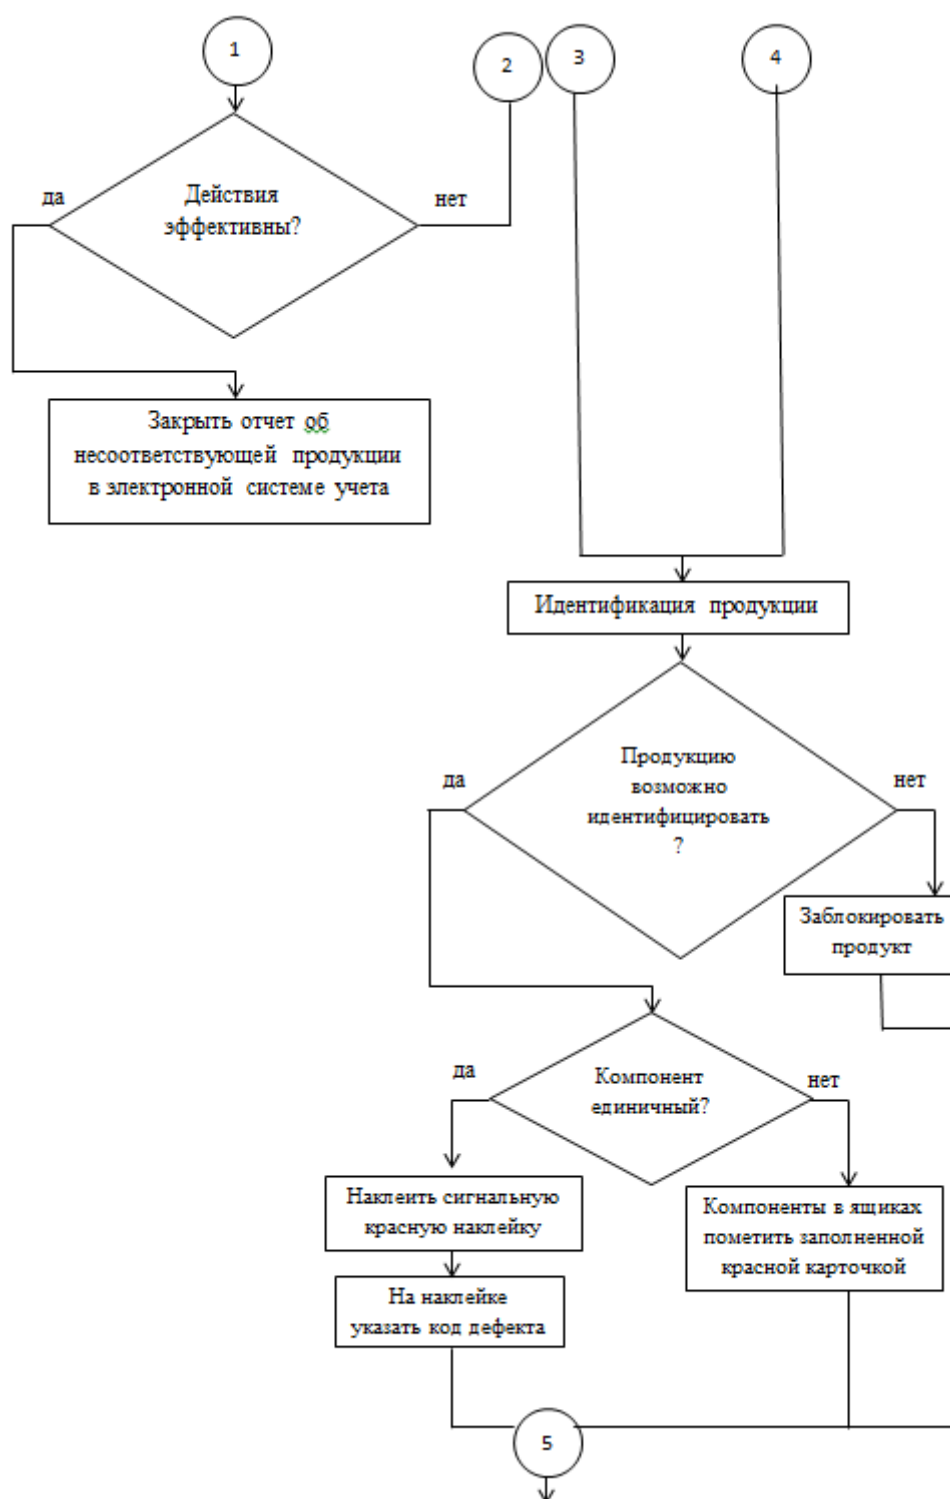 1
2
3
4
да
Действия
эффективны?
нет
Закрыть отчет об
несоответствующей продукции
в электронной системе учета
Идентификация продукции
да
Продукцию
возможно
идентифицировать
?
нет
Заблокировать
продукт
да
Компонент
единичный?
нет
Наклеить сигнальную
красную наклейку
Компоненты в ящиках
пометить заполненной
красной карточкой
На наклейке
указать код дефекта
5